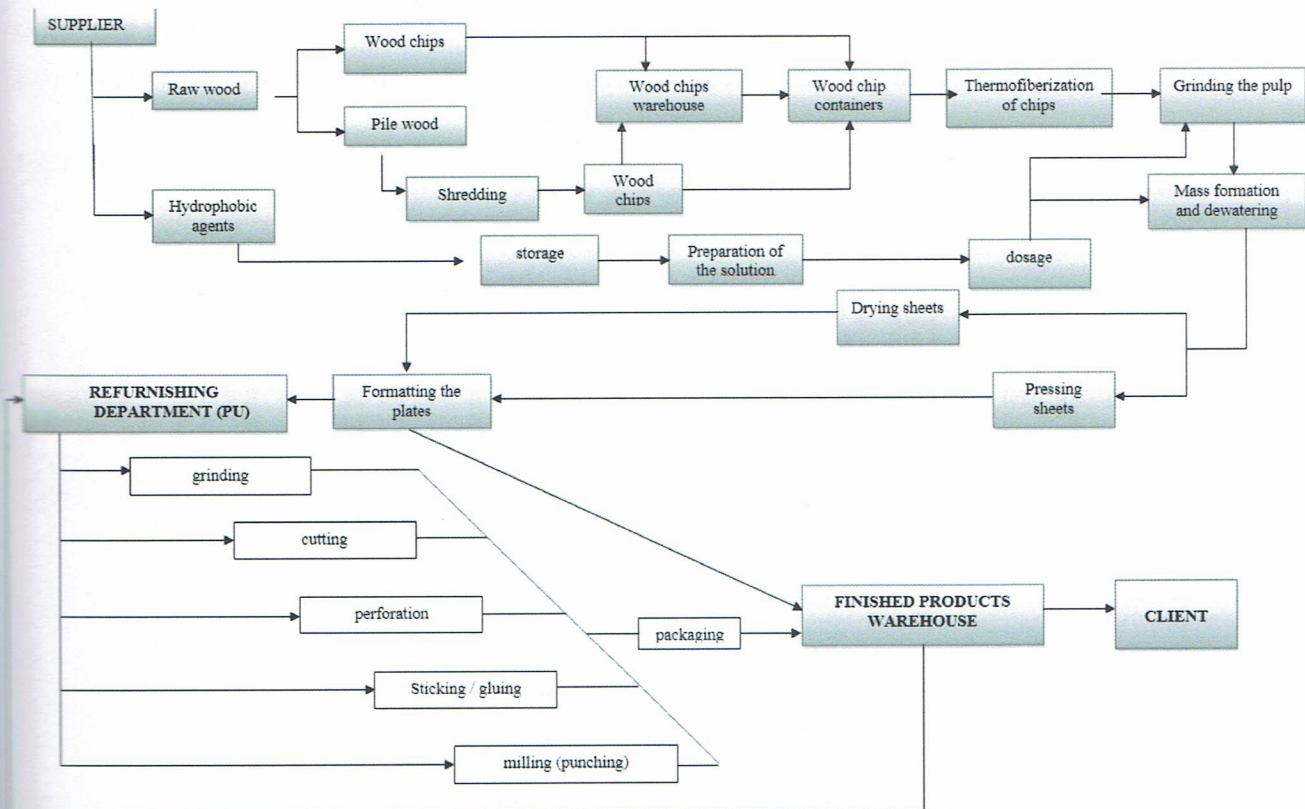 SUPPLIER
Wood chips
Raw wood
Pile wood
Wood chips
warehouse
Wood chip
containers
Thermofiberization
of chips
Grinding the pulp
Shredding
Wood
chips
Mass formation
and dewatering
Hydrophobic
agents
storage
Preparation of
the solution
dosage
Drying sheets
REFURNISHING
DEPARTMENT (PU)
Formatting the
plates
Pressing
sheets
grinding
cutting
perforation
packaging
Sticking / gluing
milling (punching)
FINISHED PRODUCTS
WAREHOUSE
CLIENT